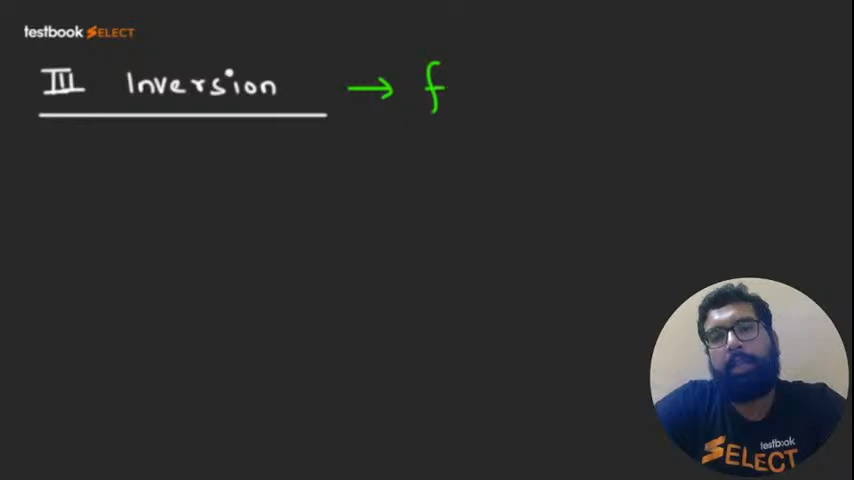 testbook SELECT
III Inversion → f
testbook
SELECT